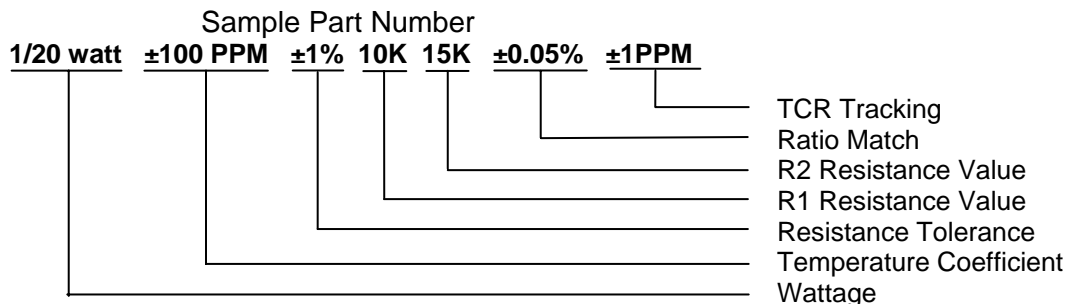 Sample Part Number
1/20 watt ±100 PPM ±1% 10K 15K ±0.05% ±1PPM
TCR Tracking
Ratio Match
R2 Resistance Value
R1 Resistance Value
Resistance Tolerance
Temperature Coefficient
Wattage